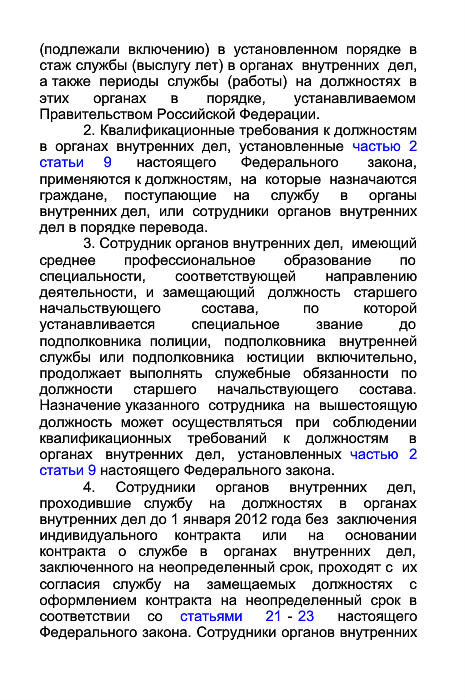 (подлежали включению) в установленном порядке в
стаж службы (выслугу лет) в органах внутренних дел,
а также периоды службы (работы) на должностях в
этих органах в порядке, устанавливаемом
Правительством Российской Федерации.
2. Квалификационные требования к должностям
в органах внутренних дел, установленные частью 2
статьи 9 настоящего Федерального закона,
применяются к должностям, на которые назначаются
граждане, поступающие на службу в органы
внутренних дел, или сотрудники органов внутренних
дел в порядке перевода.
3. Сотрудник органов внутренних дел, имеющий
среднее профессиональное образование по
специальности, соответствующей направлению
деятельности, и замещающий должность старшего
начальствующего состава, по которой
устанавливается специальное звание до
подполковника полиции, подполковника внутренней
службы или подполковника юстиции включительно,
продолжает выполнять служебные обязанности по
должности старшего начальствующего состава.
Назначение указанного сотрудника на вышестоящую
должность может осуществляться при соблюдении
квалификационных требований к должностям в
органах внутренних дел, установленных частью 2
статьи 9 настоящего Федерального закона.
4. Сотрудники органов внутренних дел,
проходившие службу на должностях в органах
внутренних дел до 1 января 2012 года без заключения
индивидуального контракта или на основании
контракта о службе в органах внутренних дел,
заключенного на неопределенный срок, проходят с их
согласия службу на замещаемых должностях с
оформлением контракта на неопределенный срок в
соответствии со статьями 21 - 23 настоящего
Федерального закона. Сотрудники органов внутренних